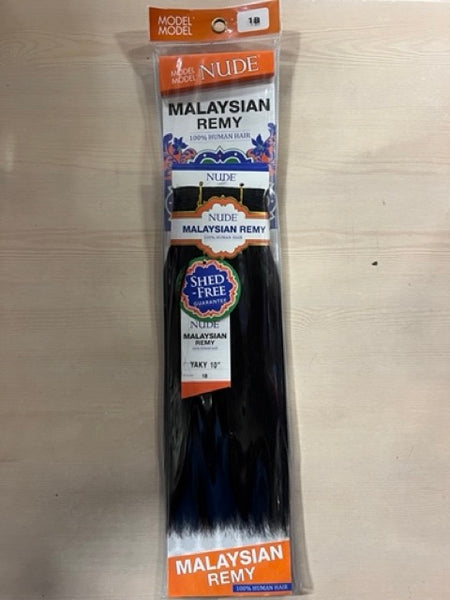 MODEL
MODEL
1B
MODEL
MODEL
NUDE
MALAYSIAN
REMY
100% HUMAN HAIR
NUDE
NUDE
MALAYSIAN REMY
100% HUMAN HAIR
SHED
-FREE
GUARANTEE
NUDE
MALAYSIAN
REMY
YAKY 10"
1B
MALAYSIAN
REMY
100% HUMAN HAIR